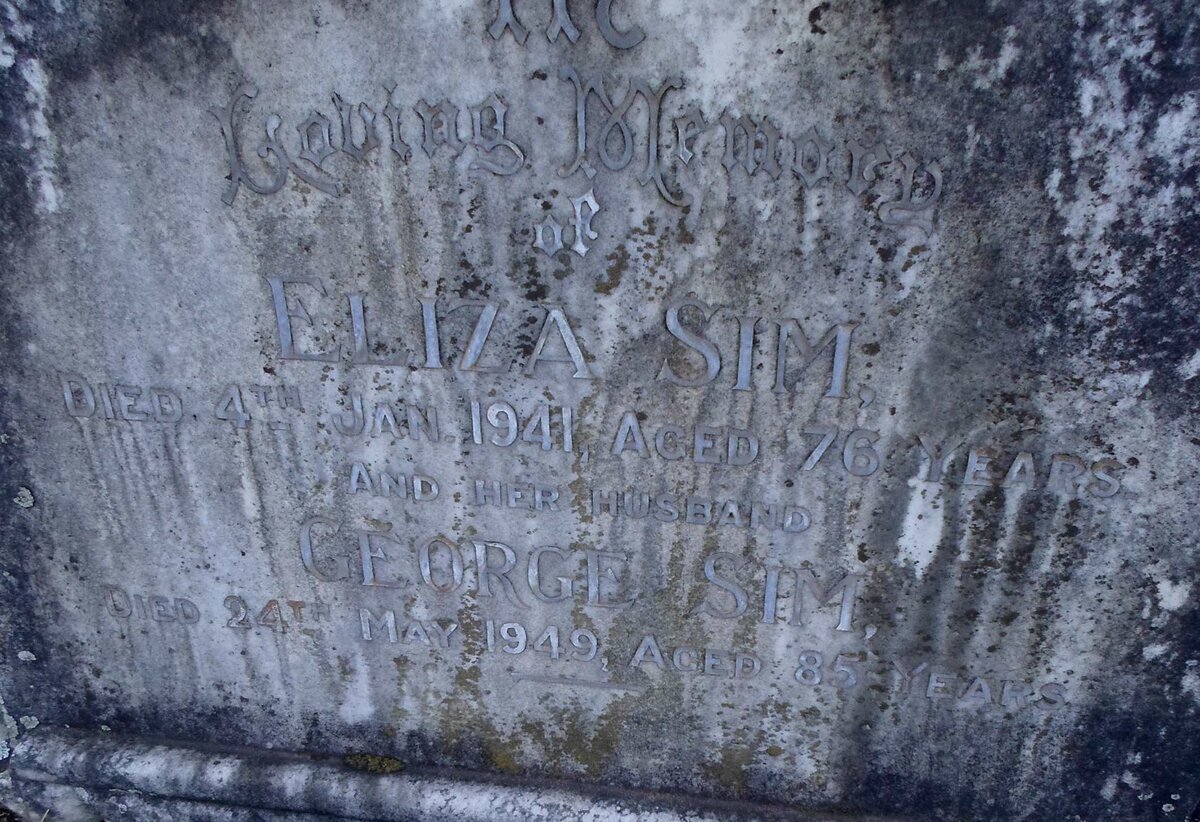 In
Loving Memory
of
ELIZA SIM,
DIED 4TH JAN 1941, AGED 76 YEARS.
AND HER HUSBAND
GEORGE SIM,
DIED 24TH MAY 1949, AGED 85 YEARS